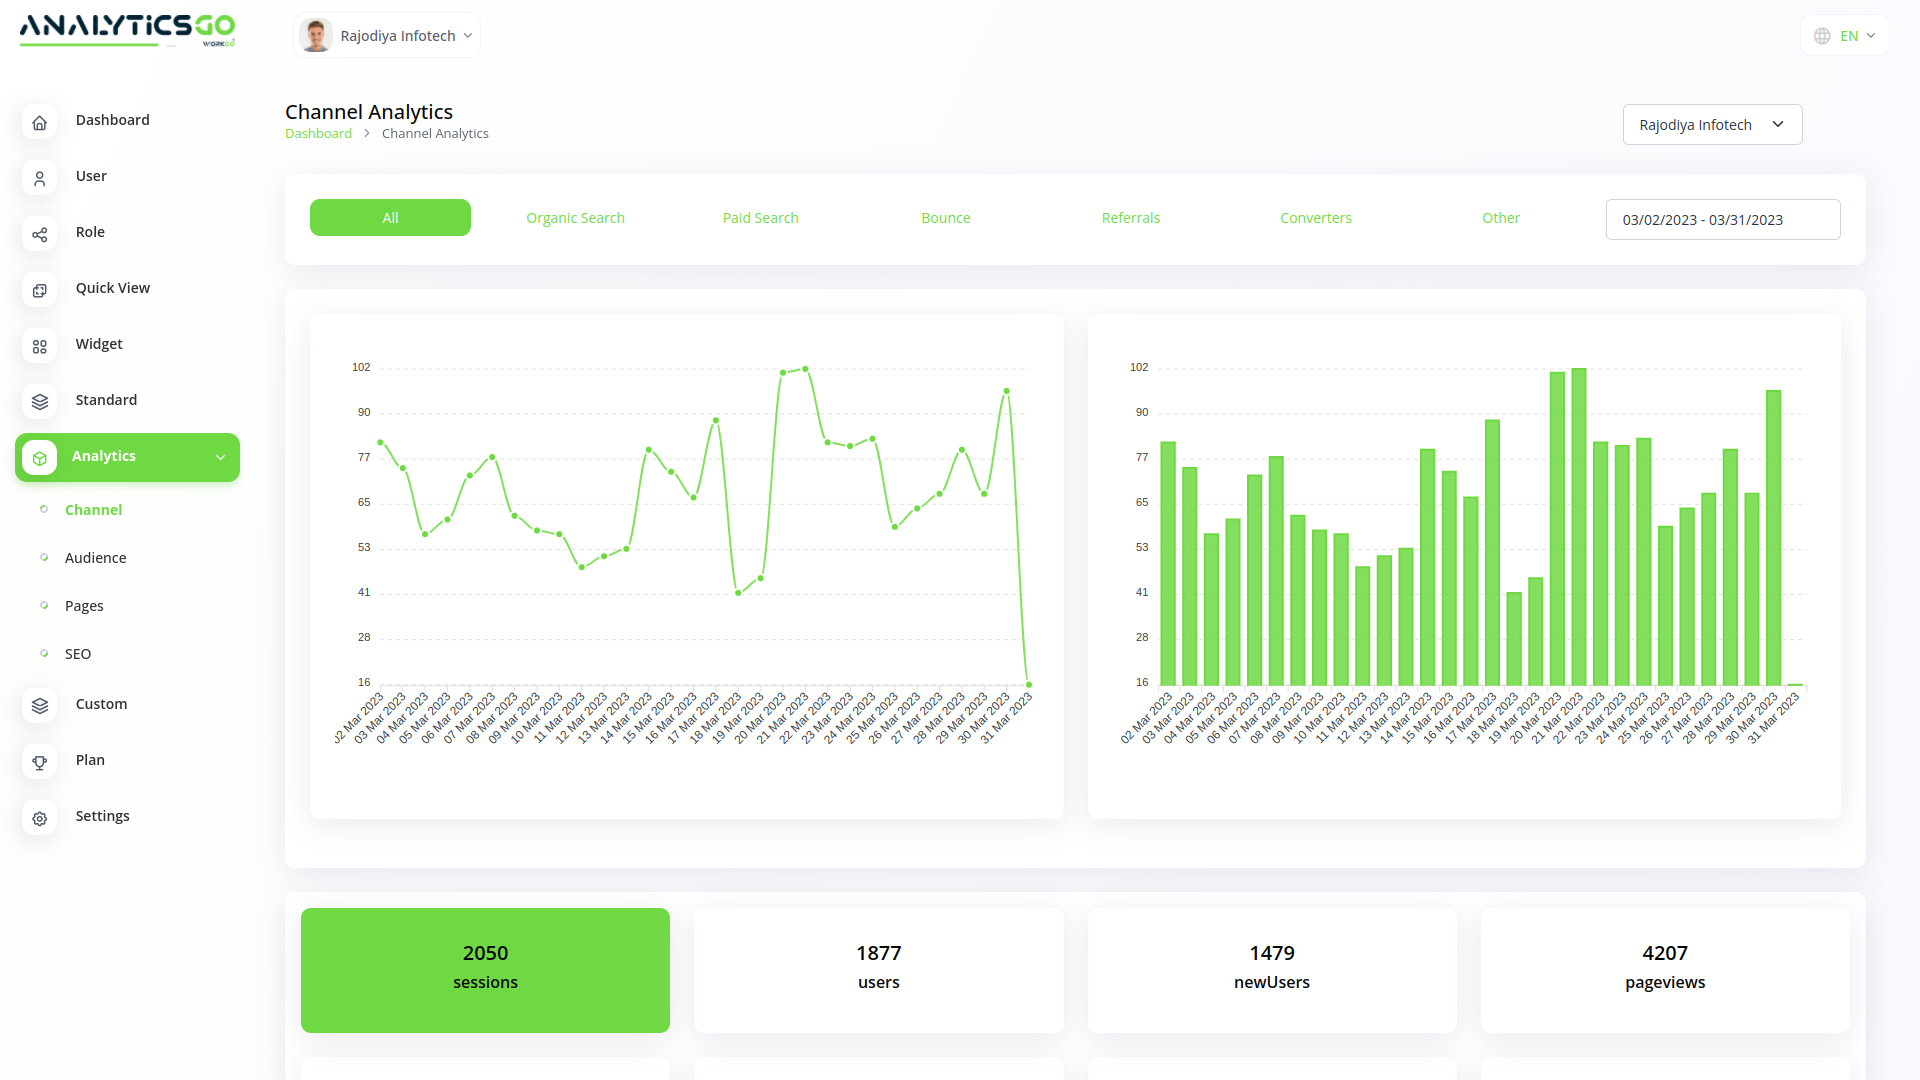 ANALYTiCSGO
WORKDO
Rajodiya Infotech
EN
Dashboard
User
Role
Quick View
Widget
Standard
Analytics
Channel
Audience
Pages
SEO
Custom
Plan
Settings
Channel Analytics
Dashboard > Channel Analytics
Rajodiya Infotech
All Organic Search Paid Search Bounce Referrals Converters Other 03/02/2023 - 03/31/2023
102
90
77
65
53
41
28
16
02 Mar 2023
03 Mar 2023
04 Mar 2023
05 Mar 2023
06 Mar 2023
07 Mar 2023
08 Mar 2023
09 Mar 2023
10 Mar 2023
11 Mar 2023
12 Mar 2023
13 Mar 2023
14 Mar 2023
15 Mar 2023
16 Mar 2023
17 Mar 2023
18 Mar 2023
19 Mar 2023
20 Mar 2023
21 Mar 2023
22 Mar 2023
23 Mar 2023
24 Mar 2023
25 Mar 2023
26 Mar 2023
27 Mar 2023
28 Mar 2023
29 Mar 2023
30 Mar 2023
31 Mar 2023
102
90
77
65
53
41
28
16
02 Mar 2023
03 Mar 2023
04 Mar 2023
05 Mar 2023
06 Mar 2023
07 Mar 2023
08 Mar 2023
09 Mar 2023
10 Mar 2023
11 Mar 2023
12 Mar 2023
13 Mar 2023
14 Mar 2023
15 Mar 2023
16 Mar 2023
17 Mar 2023
18 Mar 2023
19 Mar 2023
20 Mar 2023
21 Mar 2023
22 Mar 2023
23 Mar 2023
24 Mar 2023
25 Mar 2023
26 Mar 2023
27 Mar 2023
28 Mar 2023
29 Mar 2023
30 Mar 2023
31 Mar 2023
2050
sessions
1877
users
1479
newUsers
4207
pageviews